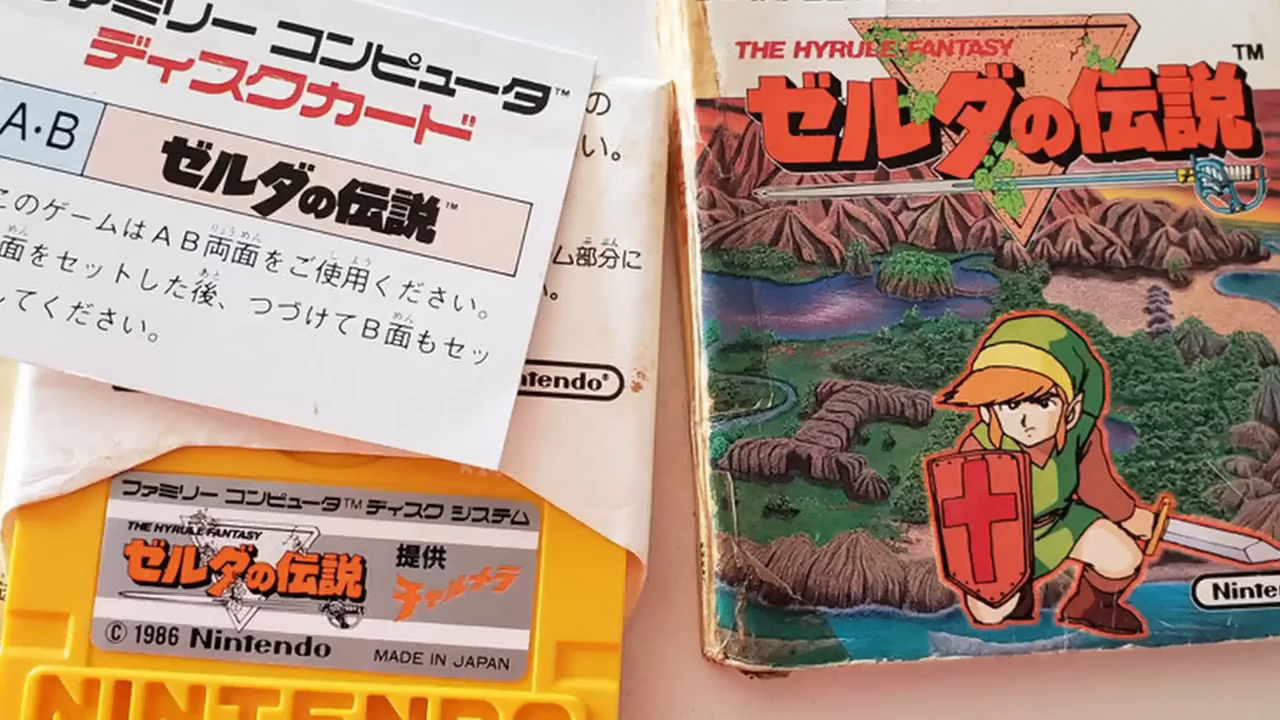 ファミリー コンピュータ™
ディスクカード
A・B
ゼルダの伝説™
このゲームはＡＢ両面をご使用ください。
面をセットした後、つづけてＢ面もセッ
してください。
の
い。
ム部分に
ん。
ntendo®
ファミリー コンピュータ™ ディスク システム
THE HYRULE FANTASY
ゼルダの伝説
提供
チャルメラ
© 1986 Nintendo
MADE IN JAPAN
NINTENDO
THE HYRULE FANTASY
ゼルダの伝説™
Ninte